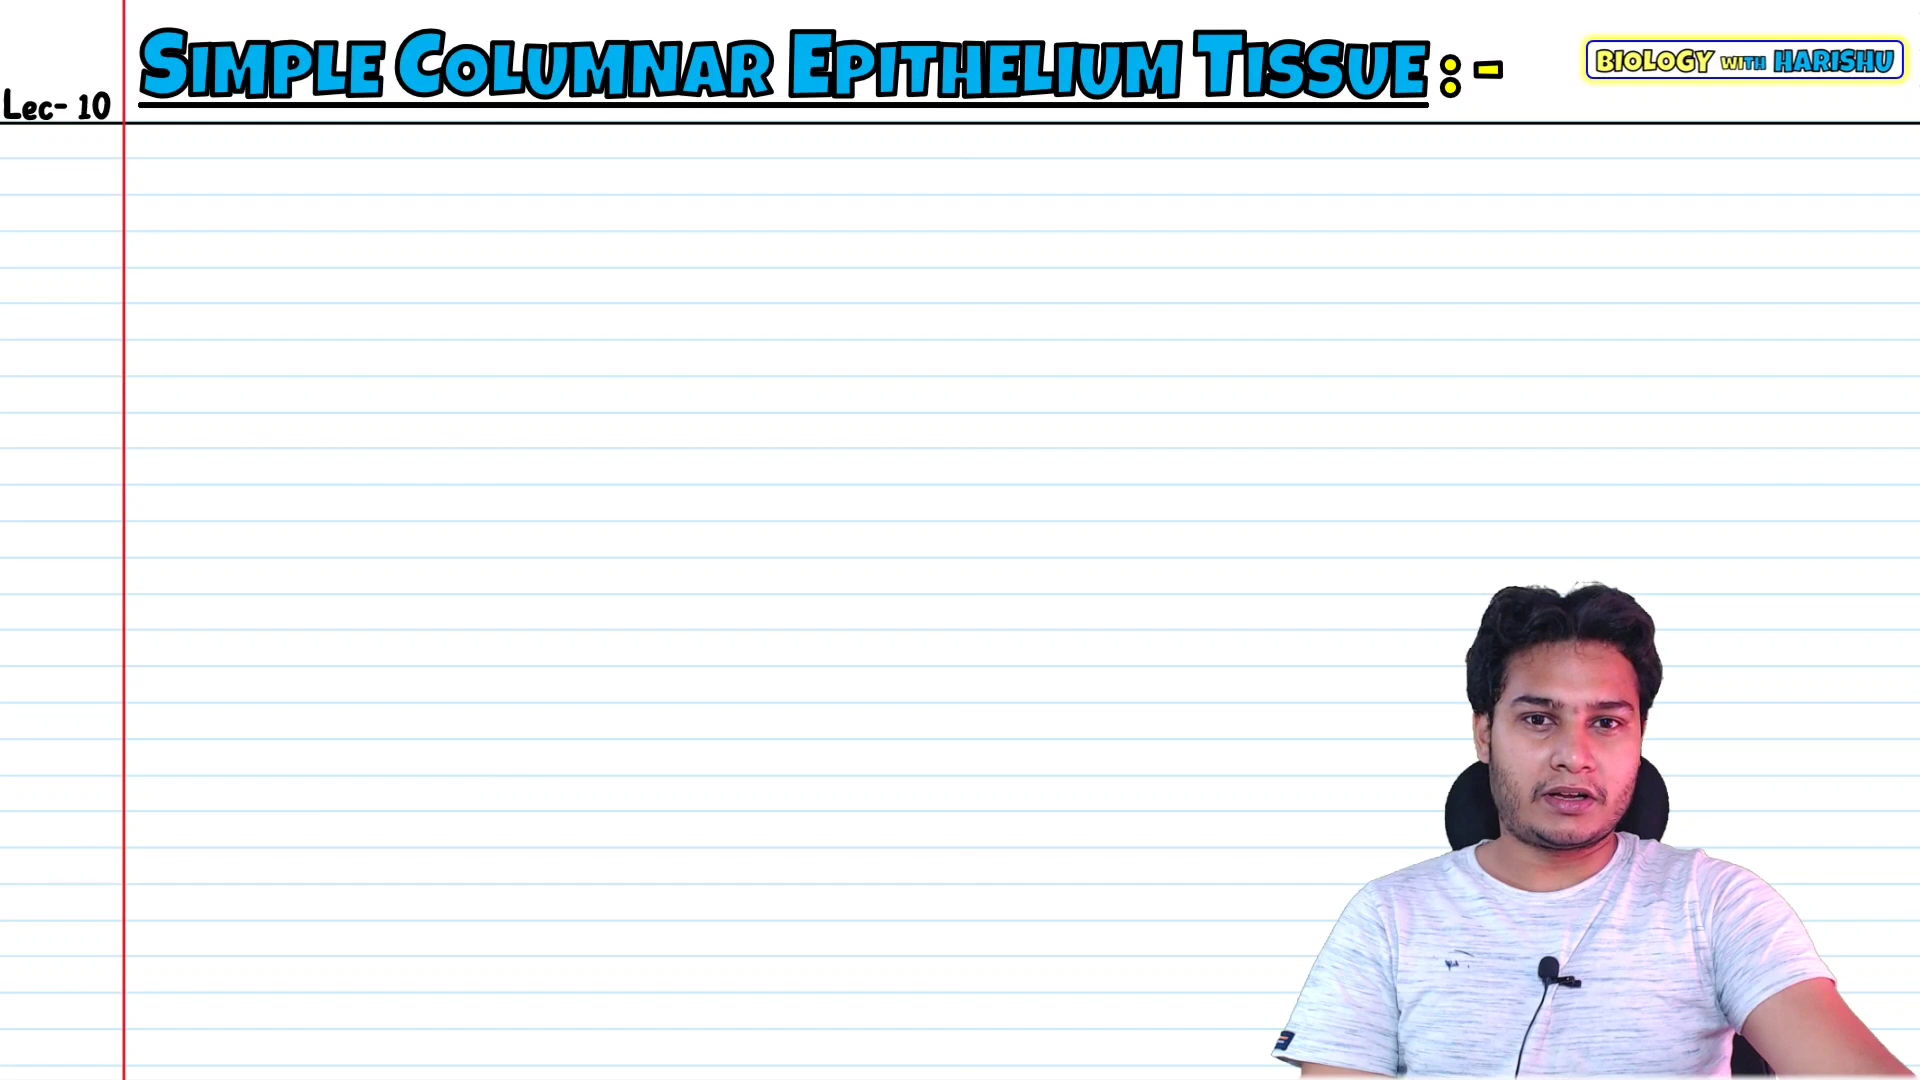 SIMPLE COLUMNAR EPITHELIUM TISSUE :-
BIOLOGY WITH HARISHU
Lec- 10